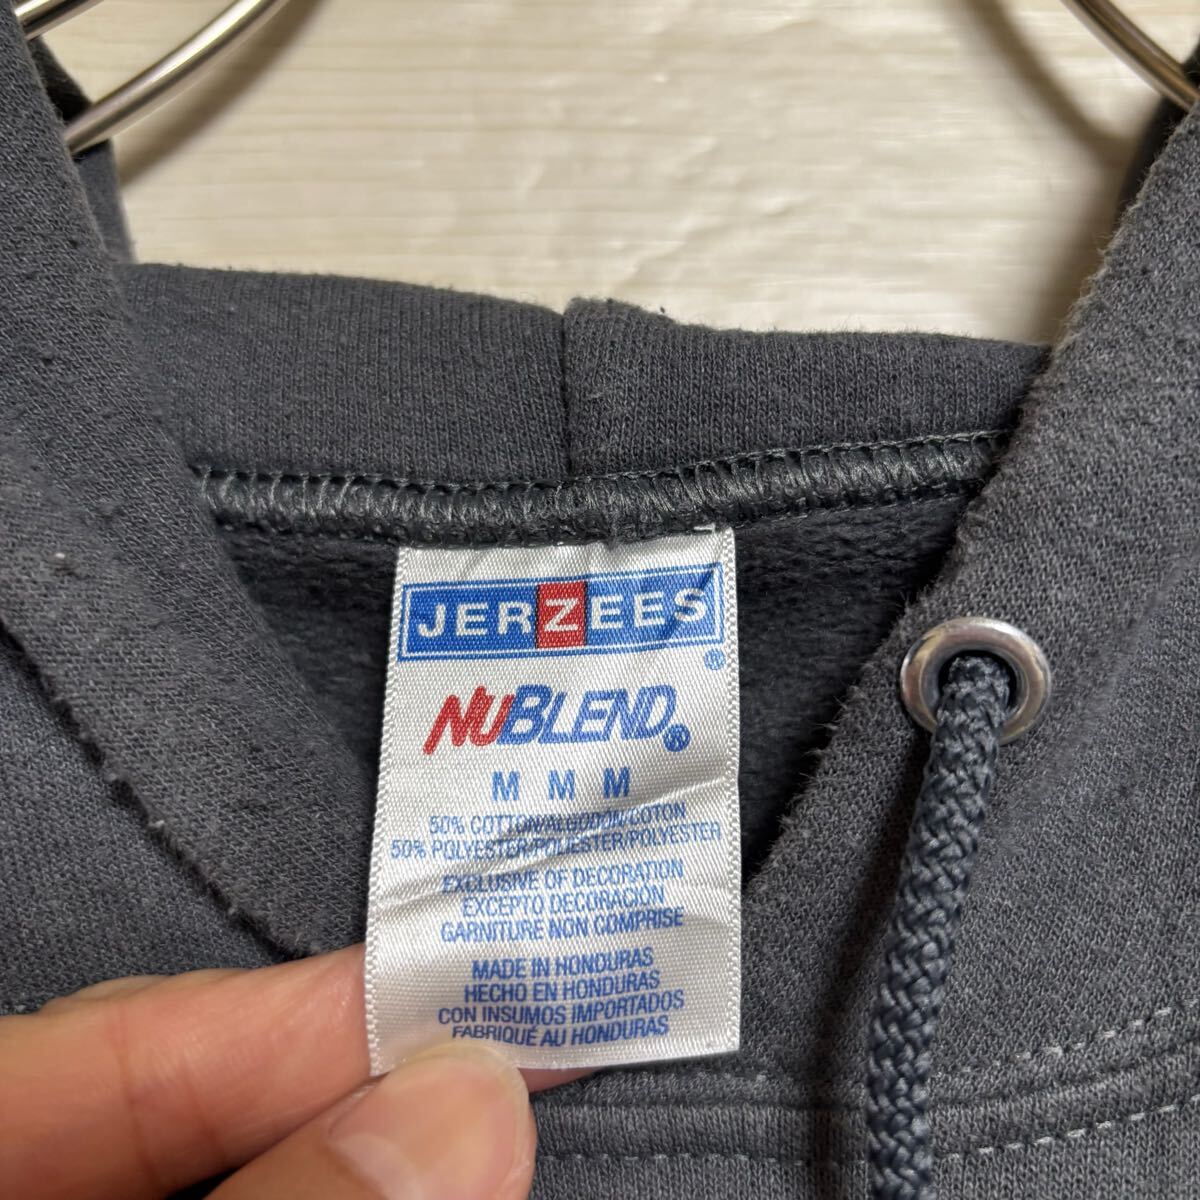 JERZEES®
NUBLEND®
M M M
50% COTTON/ALGODON/COTON
50% POLYESTER/POLIESTER/POLYESTER
EXCLUSIVE OF DECORATION
EXCEPTO DECORACIÓN
GARNITURE NON COMPRISE
MADE IN HONDURAS
HECHO EN HONDURAS
CON INSUMOS IMPORTADOS
FABRIQUÉ AU HONDURAS